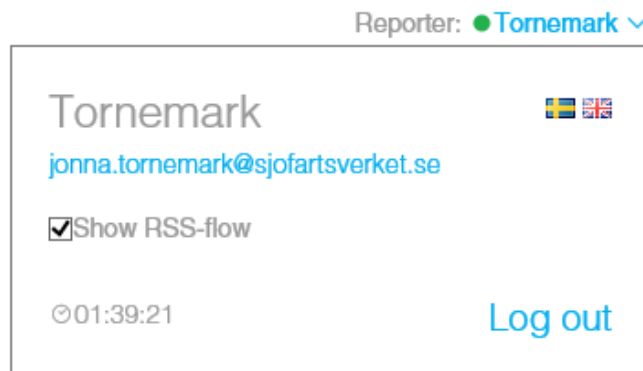 Reporter: Tornemark
Tornemark
jonna.tornemark@sjofartsverket.se
Show RSS-flow
01:39:21
Log out